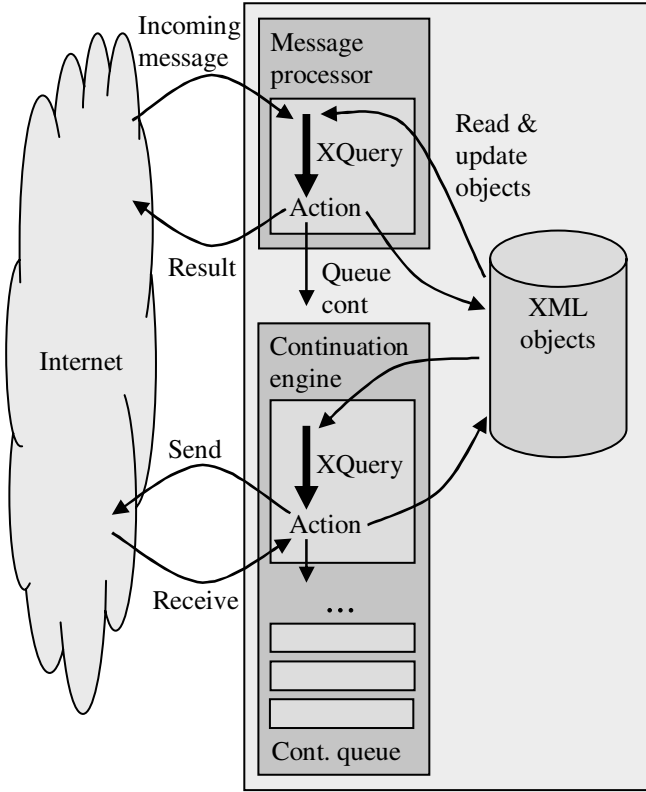 Incoming
message
Message
processor
XQuery
Action
Read &
update
objects
Result
Queue
cont
XML
objects
Internet
Continuation
engine
XQuery
Send
Action
Receive
...
Cont. queue